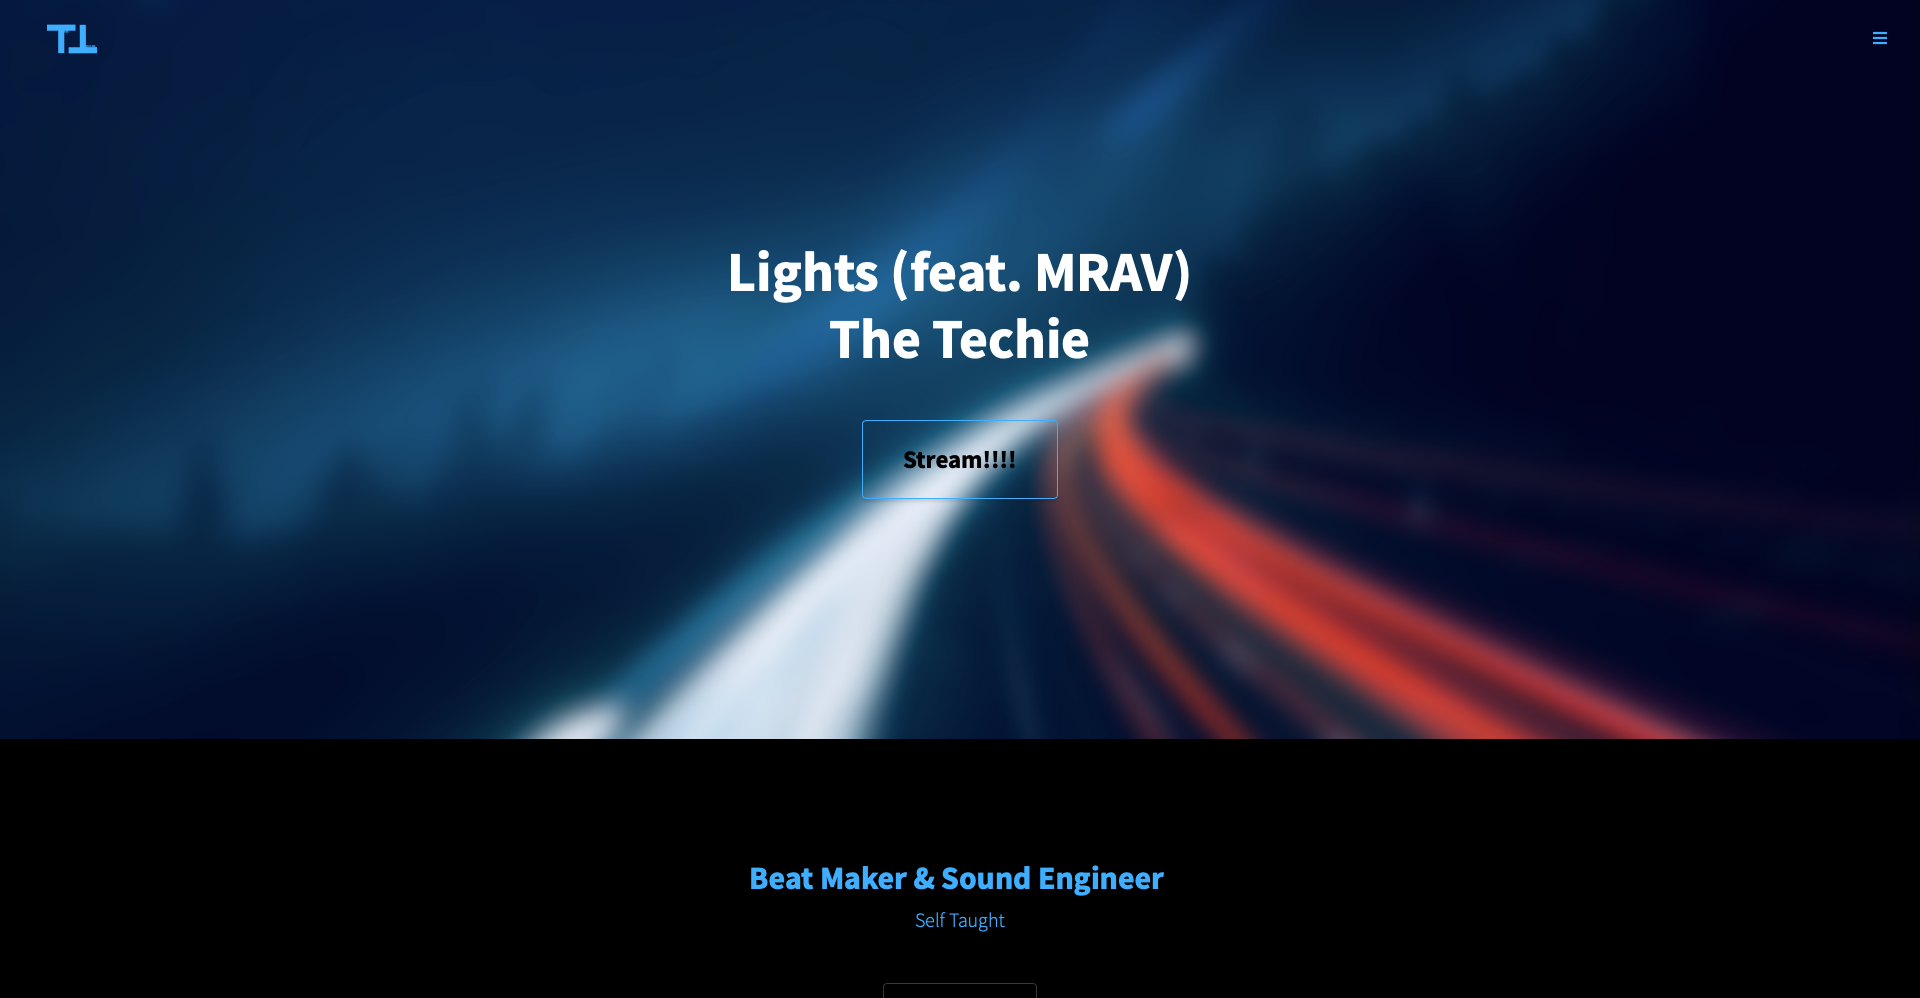 Lights (feat. MRAV)
The Techie
Stream!!!!
Beat Maker & Sound Engineer
Self Taught